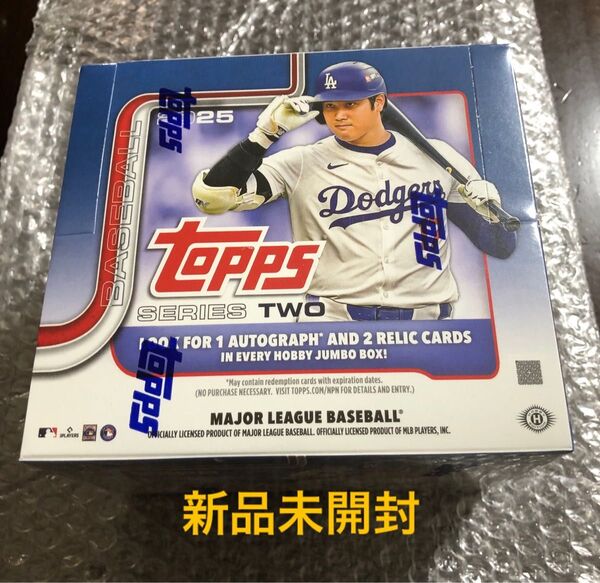 2025
BASEBALL
topps
LA
Dodgers
topps
topps
SERIES TWO
LOOK FOR 1 AUTOGRAPH* AND 2 RELIC CARDS
IN EVERY HOBBY JUMBO BOX!
topps
*May contain redemption cards with expiration dates.
(NO PURCHASE NECESSARY. VISIT TOPPS.COM/NPN FOR DETAILS AND ENTRY.)
MAJOR LEAGUE BASEBALL®
OFFICIALLY LICENSED PRODUCT OF MAJOR LEAGUE BASEBALL. OFFICIALLY LICENSED PRODUCT OF MLB PLAYERS, INC.
PLAYERS
H
新品未開封